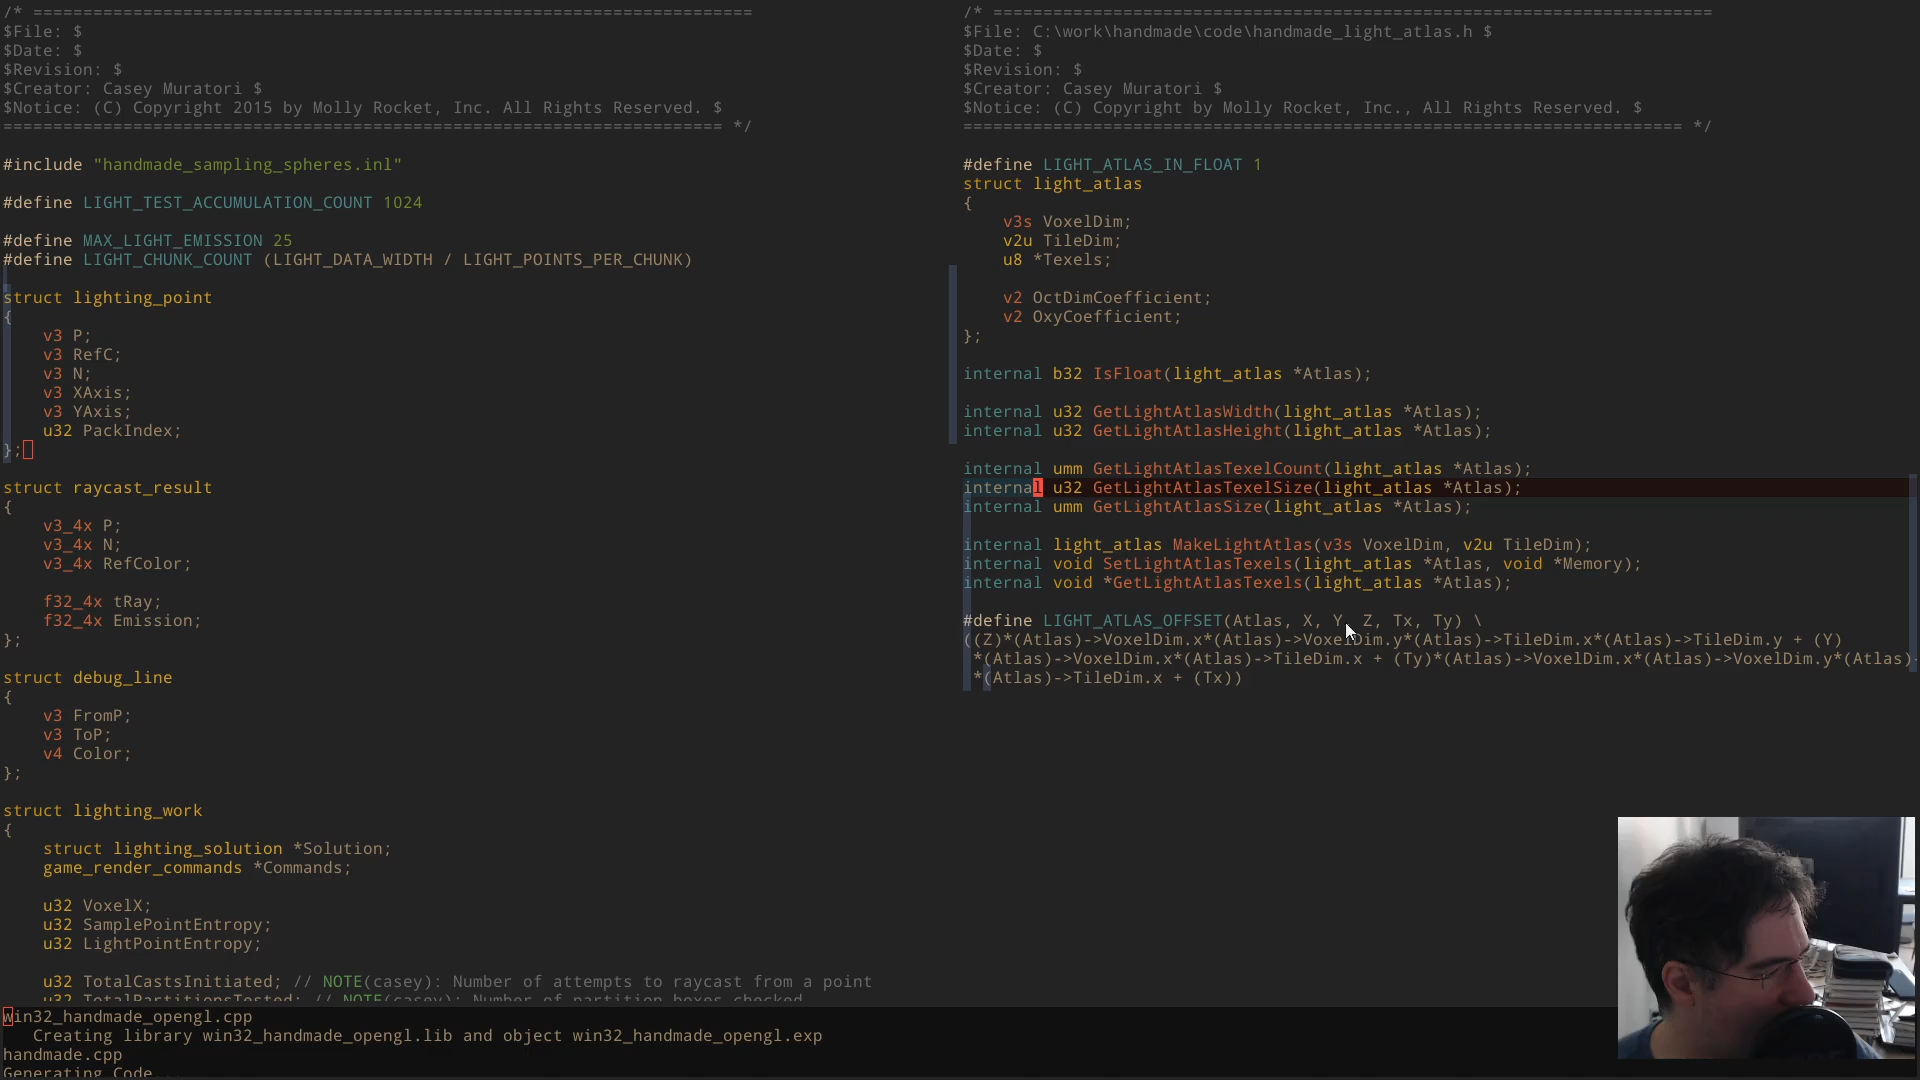 /* ========================================================================
$File: $
$Date: $
$Revision: $
$Creator: Casey Muratori $
$Notice: (C) Copyright 2015 by Molly Rocket, Inc. All Rights Reserved. $
======================================================================== */
#include "handmade_sampling_spheres.inl"
#define LIGHT_TEST_ACCUMULATION_COUNT 1024
#define MAX_LIGHT_EMISSION 25
#define LIGHT_CHUNK_COUNT (LIGHT_DATA_WIDTH / LIGHT_POINTS_PER_CHUNK)
struct lighting_point
{
v3 P;
v3 RefC;
v3 N;
v3 XAxis;
v3 YAxis;
u32 PackIndex;
};
struct raycast_result
{
v3_4x P;
v3_4x N;
v3_4x RefColor;
f32_4x tRay;
f32_4x Emission;
};
struct debug_line
{
v3 FromP;
v3 ToP;
v4 Color;
};
struct lighting_work
{
struct lighting_solution *Solution;
game_render_commands *Commands;
u32 VoxelX;
u32 SamplePointEntropy;
u32 LightPointEntropy;
u32 TotalCastsInitiated; // NOTE(casey): Number of attempts to raycast from a point
u32 TotalPartitionsTested; // NOTE(casey): Number of partition boxes checked
/* ========================================================================
$File: C:\work\handmade\code\handmade_light_atlas.h $
$Date: $
$Revision: $
$Creator: Casey Muratori $
$Notice: (C) Copyright by Molly Rocket, Inc., All Rights Reserved. $
======================================================================== */
#define LIGHT_ATLAS_IN_FLOAT 1
struct light_atlas
{
v3s VoxelDim;
v2u TileDim;
u8 *Texels;
v2 OctDimCoefficient;
v2 OxyCoefficient;
};
internal b32 IsFloat(light_atlas *Atlas);
internal u32 GetLightAtlasWidth(light_atlas *Atlas);
internal u32 GetLightAtlasHeight(light_atlas *Atlas);
internal umm GetLightAtlasTexelCount(light_atlas *Atlas);
internal u32 GetLightAtlasTexelSize(light_atlas *Atlas);
internal umm GetLightAtlasSize(light_atlas *Atlas);
internal light_atlas MakeLightAtlas(v3s VoxelDim, v2u TileDim);
internal void SetLightAtlasTexels(light_atlas *Atlas, void *Memory);
internal void *GetLightAtlasTexels(light_atlas *Atlas);
#define LIGHT_ATLAS_OFFSET(Atlas, X, Y, Z, Tx, Ty) \
((Z)*(Atlas)->VoxelDim.x*(Atlas)->VoxelDim.y*(Atlas)->TileDim.x*(Atlas)->TileDim.y + (Y)
*(Atlas)->VoxelDim.x*(Atlas)->TileDim.x + (Ty)*(Atlas)->VoxelDim.x*(Atlas)->VoxelDim.y*(Atlas)-
*(Atlas)->TileDim.x + (Tx))
win32_handmade_opengl.cpp
Creating library win32_handmade_opengl.lib and object win32_handmade_opengl.exp
handmade.cpp
Generating Code...